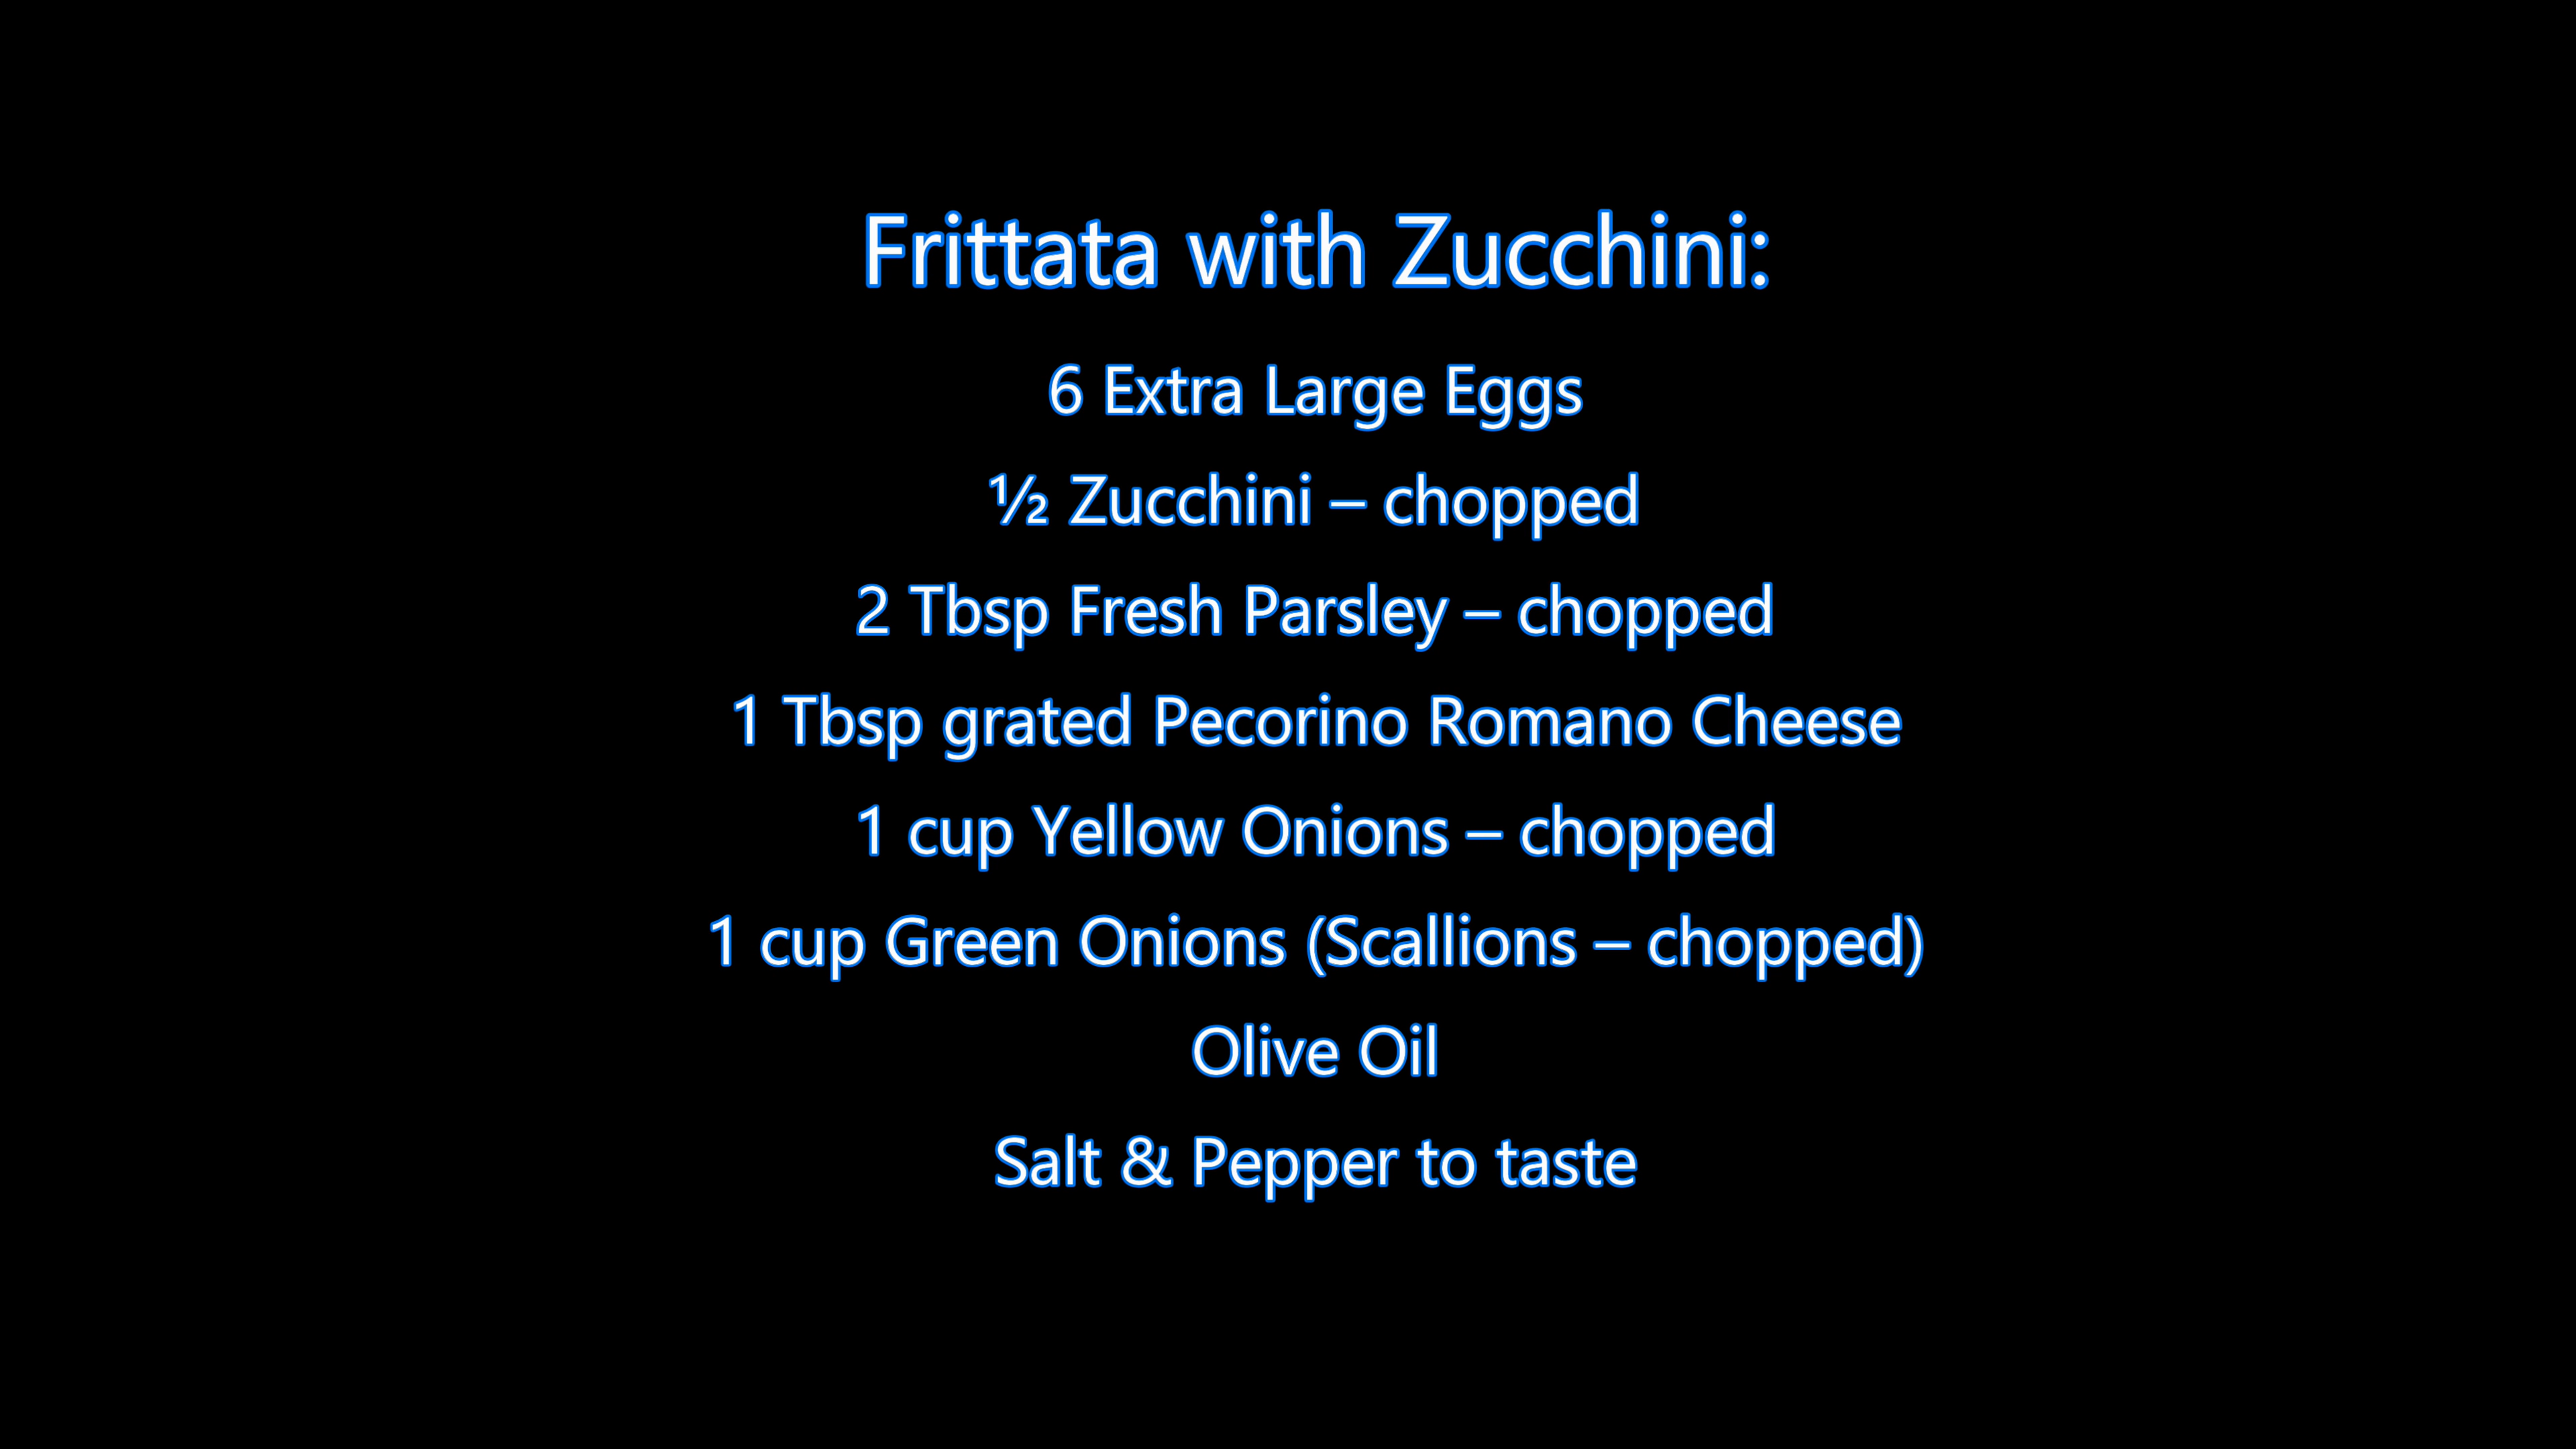 Frittata with Zucchini:
6 Extra Large Eggs
½ Zucchini – chopped
2 Tbsp Fresh Parsley – chopped
1 Tbsp grated Pecorino Romano Cheese
1 cup Yellow Onions – chopped
1 cup Green Onions (Scallions – chopped)
Olive Oil
Salt & Pepper to taste